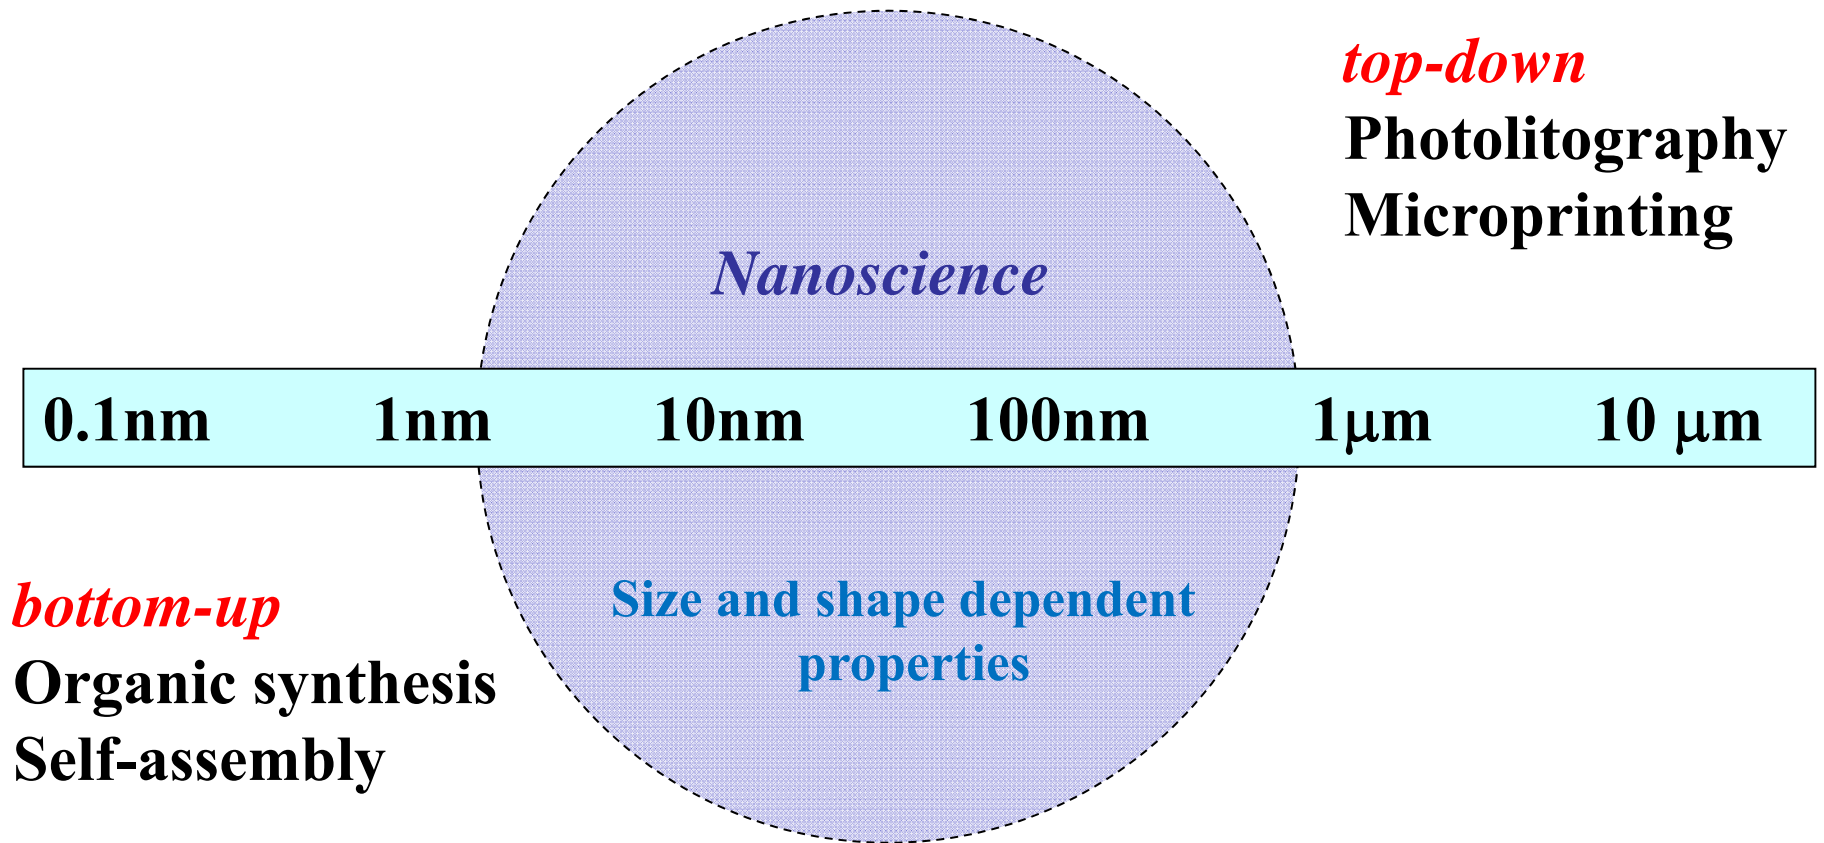 top-down
Photolitography
Microprinting
Nanoscience
0.1nm 1nm 10nm 100nm 1μm 10 μm
Size and shape dependent
properties
bottom-up
Organic synthesis
Self-assembly